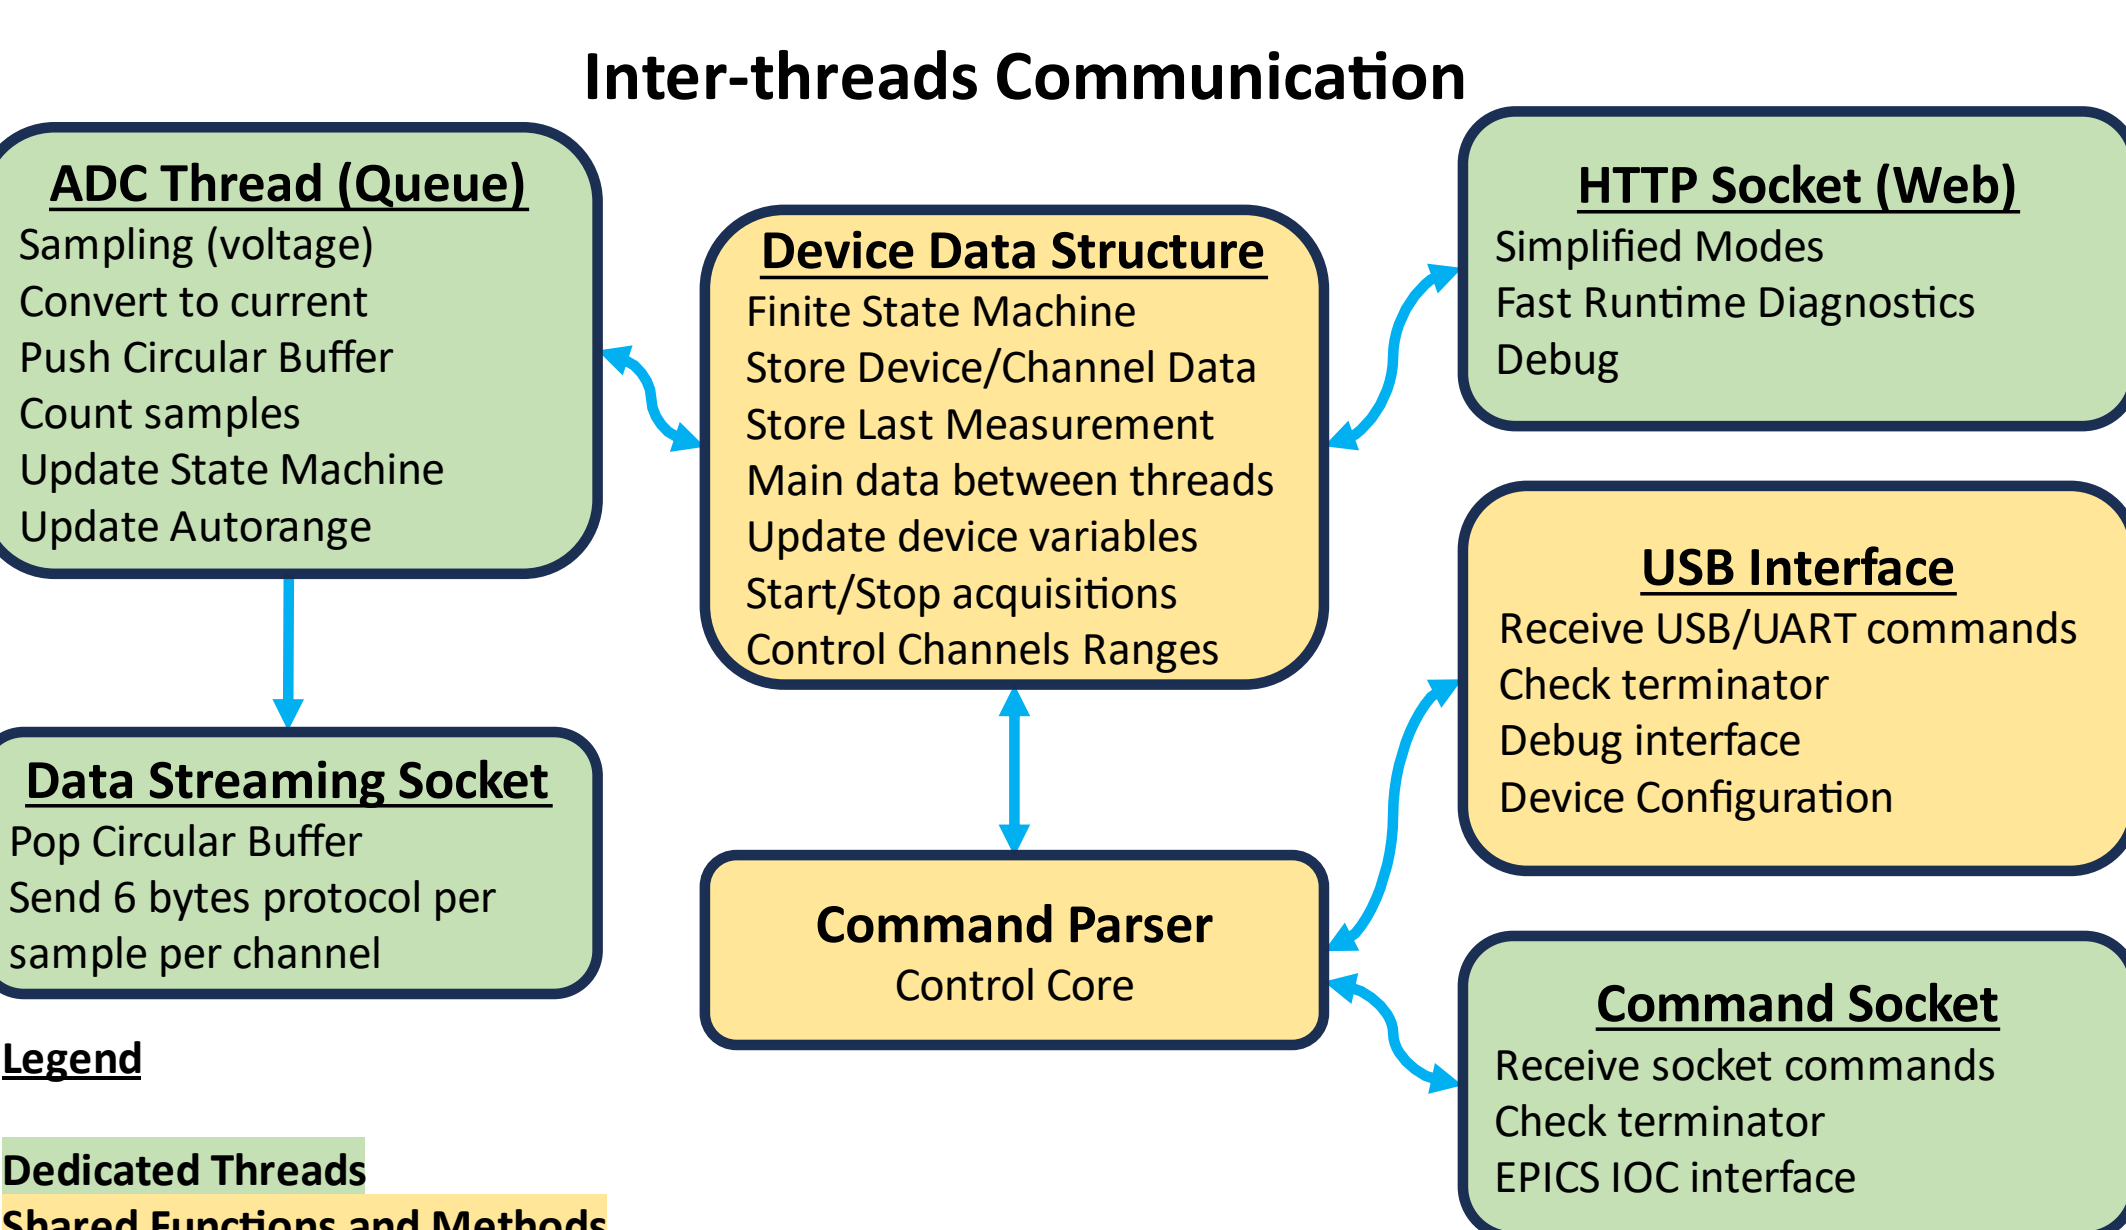 Inter-threads Communication
ADC Thread (Queue)
Sampling (voltage)
Convert to current
Push Circular Buffer
Count samples
Update State Machine
Update Autorange
Data Streaming Socket
Pop Circular Buffer
Send 6 bytes protocol per
sample per channel
Legend
Dedicated Threads
Shared Functions and Methods
Device Data Structure
Finite State Machine
Store Device/Channel Data
Store Last Measurement
Main data between threads
Update device variables
Start/Stop acquisitions
Control Channels Ranges
Command Parser
Control Core
HTTP Socket (Web)
Simplified Modes
Fast Runtime Diagnostics
Debug
USB Interface
Receive USB/UART commands
Check terminator
Debug interface
Device Configuration
Command Socket
Receive socket commands
Check terminator
EPICS IOC interface